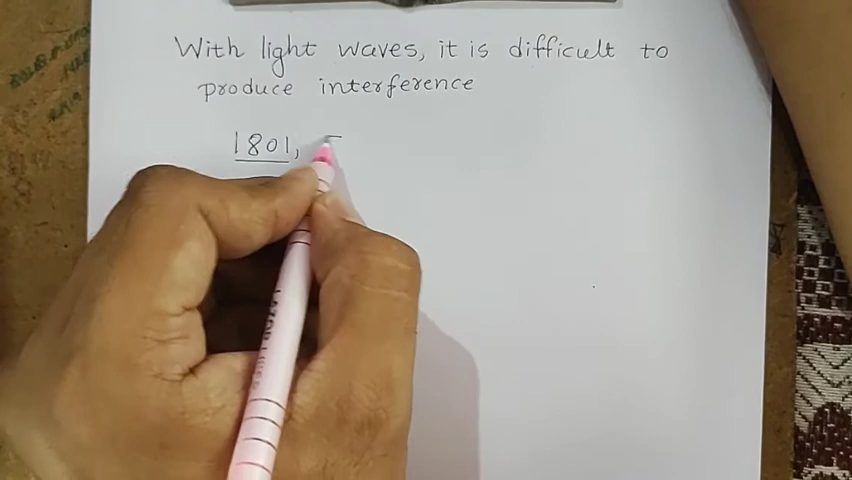 With light waves, it is difficult to
produce interference
1801,